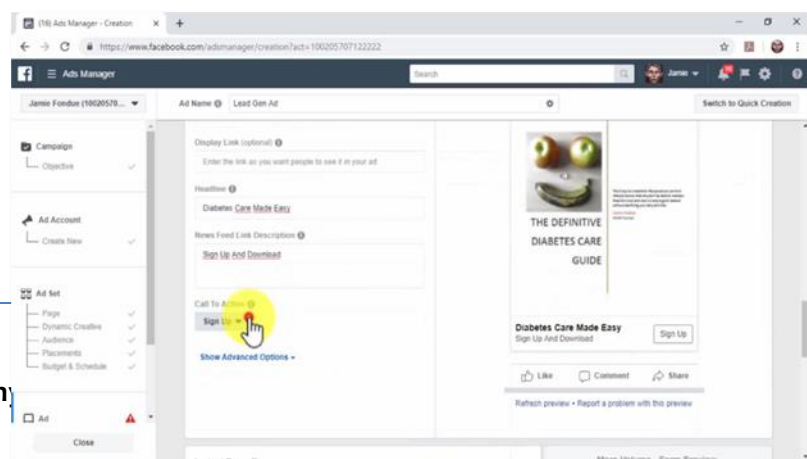 (16) Ads Manager - Creation
https://www.facebook.com/adsmanager/creation?act=100205707122222
Ads Manager
Search
Jamie
Jamie Fondue (10020570...
Ad Name
Lead Gen Ad
Switch to Quick Creation
Campaign
Objective
Ad Account
Create New
Ad Set
Page
Dynamic Creative
Audience
Placements
Budget & Schedule
Ad
Close
Display Link (optional)
Enter the link as you want people to see it in your ad
Headline
Diabetes Care Made Easy
News Feed Link Description
Sign Up And Download
Call To Action
Sign Up
Show Advanced Options
THE DEFINITIVE
DIABETES CARE
GUIDE
Diabetes Care Made Easy
Sign Up And Download
Sign Up
Like Comment Share
Refresh preview • Report a problem with this preview